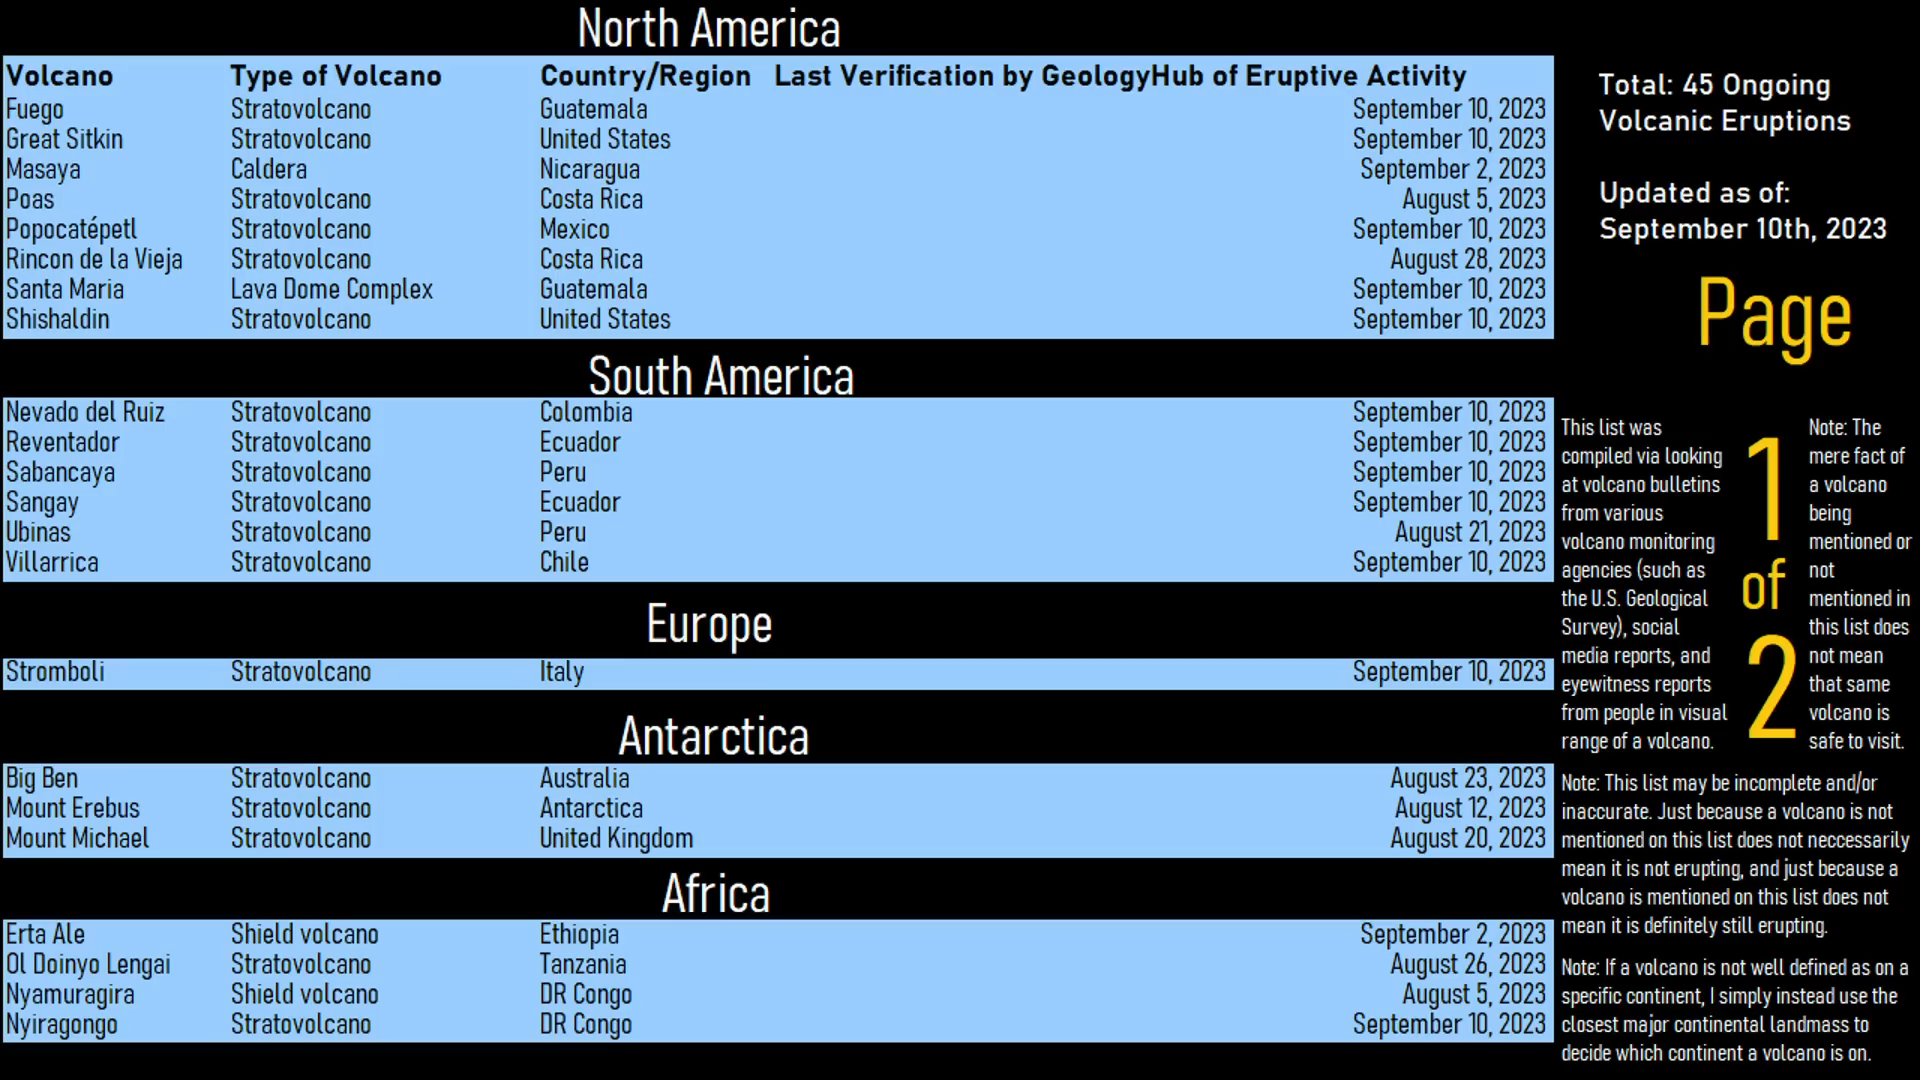 North America
Volcano Type of Volcano Country/Region Last Verification by GeologyHub of Eruptive Activity
Fuego Stratovolcano Guatemala September 10, 2023
Great Sitkin Stratovolcano United States September 10, 2023
Masaya Caldera Nicaragua September 2, 2023
Poas Stratovolcano Costa Rica August 5, 2023
Popocatépetl Stratovolcano Mexico September 10, 2023
Rincon de la Vieja Stratovolcano Costa Rica August 28, 2023
Santa Maria Lava Dome Complex Guatemala September 10, 2023
Shishaldin Stratovolcano United States September 10, 2023
South America
Nevado del Ruiz Stratovolcano Colombia September 10, 2023
Reventador Stratovolcano Ecuador September 10, 2023
Sabancaya Stratovolcano Peru September 10, 2023
Sangay Stratovolcano Ecuador September 10, 2023
Ubinas Stratovolcano Peru August 21, 2023
Villarrica Stratovolcano Chile September 10, 2023
Europe
Stromboli Stratovolcano Italy September 10, 2023
Antarctica
Big Ben Stratovolcano Australia August 23, 2023
Mount Erebus Stratovolcano Antarctica August 12, 2023
Mount Michael Stratovolcano United Kingdom August 20, 2023
Africa
Erta Ale Shield volcano Ethiopia September 2, 2023
Ol Doinyo Lengai Stratovolcano Tanzania August 26, 2023
Nyamuragira Shield volcano DR Congo August 5, 2023
Nyiragongo Stratovolcano DR Congo September 10, 2023
Total: 45 Ongoing
Volcanic Eruptions
Updated as of:
September 10th, 2023
Page
1
of
2
This list was
compiled via looking
at volcano bulletins
from various
volcano monitoring
agencies (such as
the U.S. Geological
Survey), social
media reports, and
eyewitness reports
from people in visual
range of a volcano.
Note: The
mere fact of
a volcano
being
mentioned or
not
mentioned in
this list does
not mean
that same
volcano is
safe to visit.
Note: This list may be incomplete and/or
inaccurate. Just because a volcano is not
mentioned on this list does not neccessarily
mean it is not erupting, and just because a
volcano is mentioned on this list does not
mean it is definitely still erupting.
Note: If a volcano is not well defined as on a
specific continent, I simply instead use the
closest major continental landmass to
decide which continent a volcano is on.